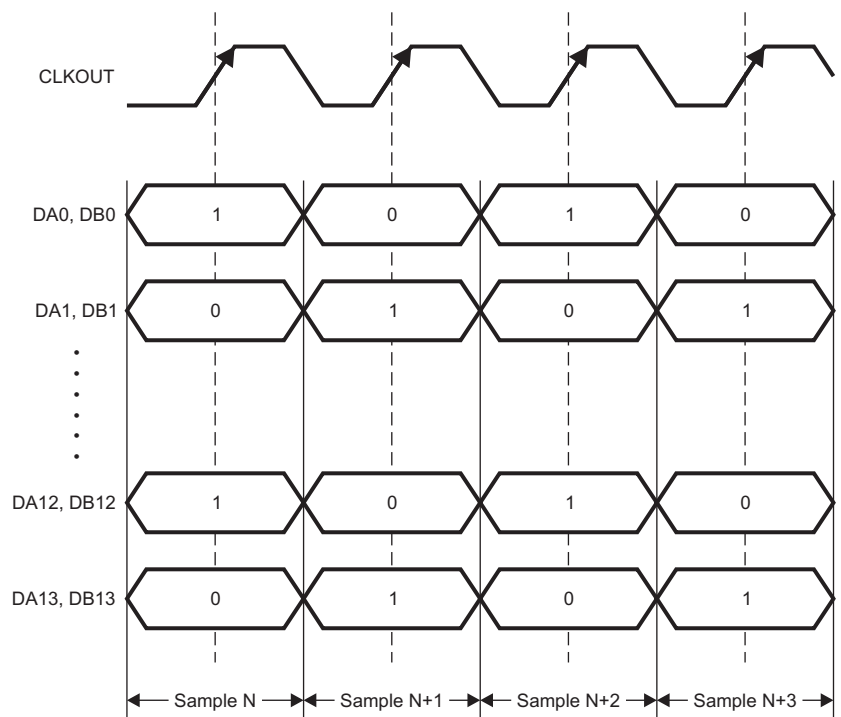 CLKOUT
DA0, DB0 1 0 1 0
DA1, DB1 0 1 0 1
DA12, DB12 1 0 1 0
DA13, DB13 0 1 0 1
Sample N Sample N+1 Sample N+2 Sample N+3